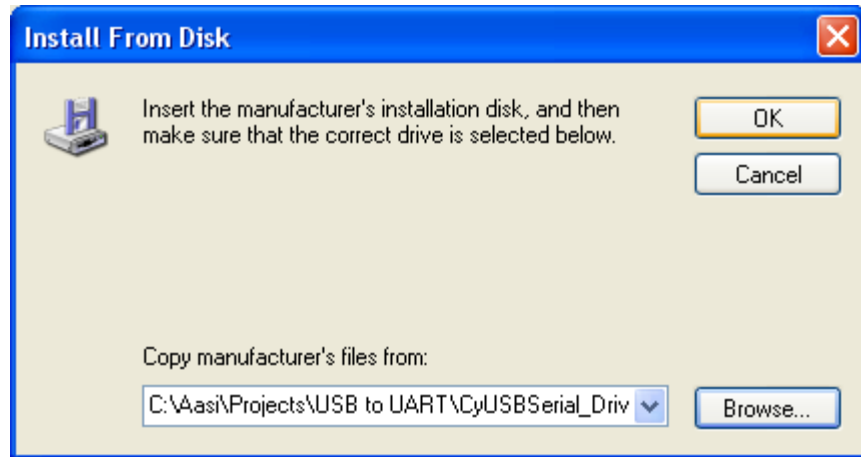 Install From Disk
Insert the manufacturer's installation disk, and then
make sure that the correct drive is selected below.
OK
Cancel
Copy manufacturer's files from:
C:\Aasi\Projects\USB to UART\CyUSBSerial_Driv
Browse...